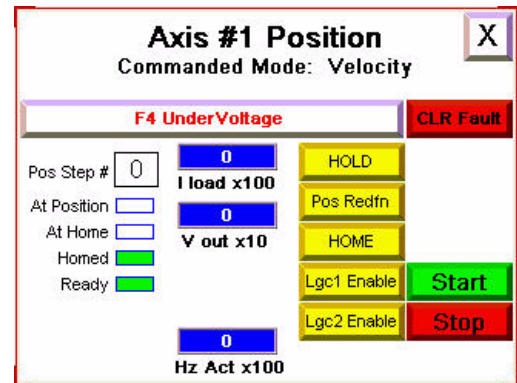 Axis #1 Position
X
Commanded Mode: Velocity
F4 UnderVoltage
CLR Fault
Pos Step # 0
At Position
At Home
Homed
Ready
0
I load x100
0
V out x10
0
Hz Act x100
HOLD
Pos Redfn
HOME
Lgc1 Enable
Lgc2 Enable
Start
Stop